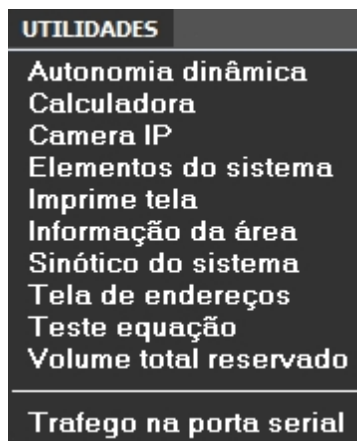 UTILIDADES
Autonomia dinâmica
Calculadora
Camera IP
Elementos do sistema
Imprime tela
Informação da área
Sinótico do sistema
Tela de endereços
Teste equação
Volume total reservado
Trafego na porta serial